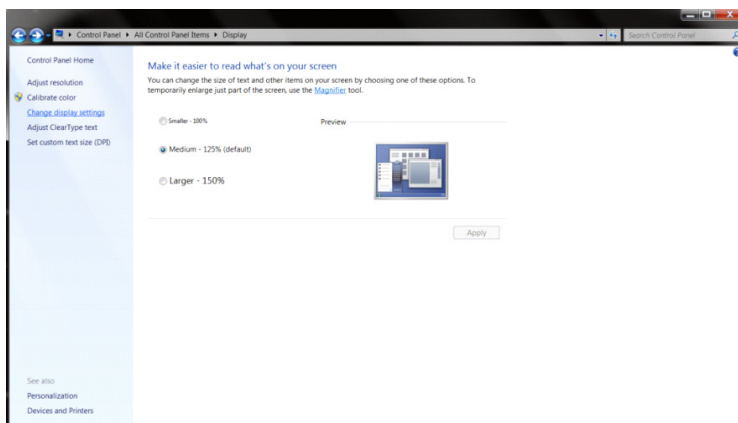 Control Panel ▸ All Control Panel Items ▸ Display
Search Control Panel
Control Panel Home
Adjust resolution
Calibrate color
Change display settings
Adjust ClearType text
Set custom text size (DPI)
Make it easier to read what's on your screen
You can change the size of text and other items on your screen by choosing one of these options. To
temporarily enlarge just part of the screen, use the Magnifier tool.
Smaller - 100%
Preview
Medium - 125% (default)
Larger - 150%
Apply
See also
Personalization
Devices and Printers